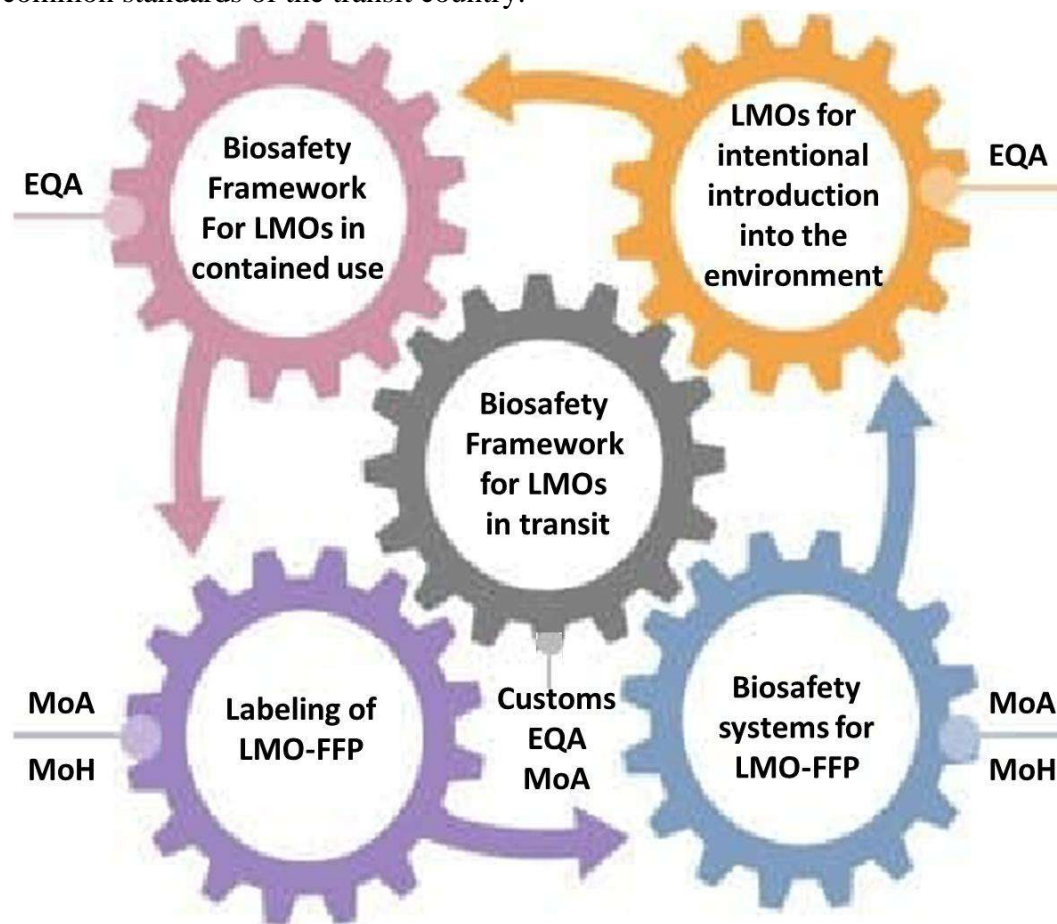 common standards of the transit country.
EQA
Biosafety
Framework
For LMOs in
contained use
LMOs for
intentional
introduction
into the
environment
EQA
Biosafety
Framework
for LMOs
in transit
Customs
EQA
MoA
MoA
MoH
Labeling of
LMO-FFP
Biosafety
systems for
LMO-FFP
MoA
MoH